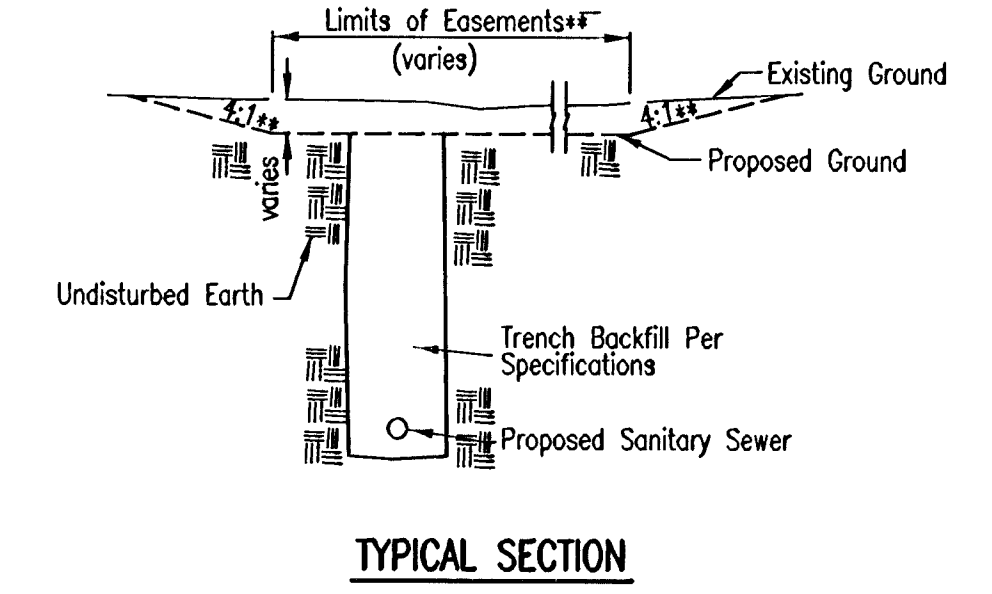 Limits of Easements**
(varies)
Existing Ground
4:1**
4:1**
Proposed Ground
varies
Undisturbed Earth
Trench Backfill Per
Specifications
Proposed Sanitary Sewer
TYPICAL SECTION